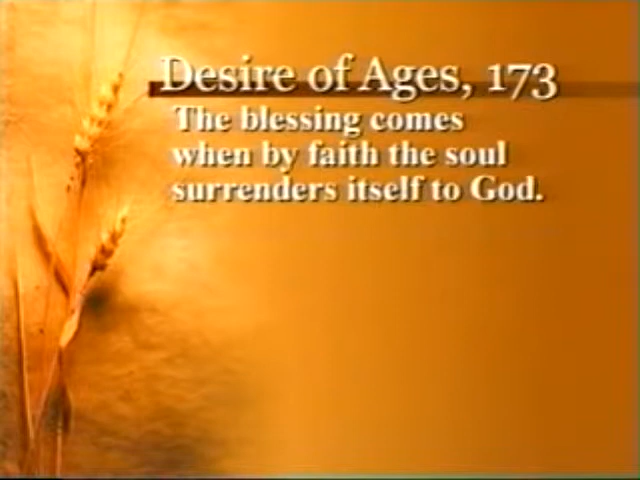 Desire of Ages, 173
The blessing comes
when by faith the soul
surrenders itself to God.